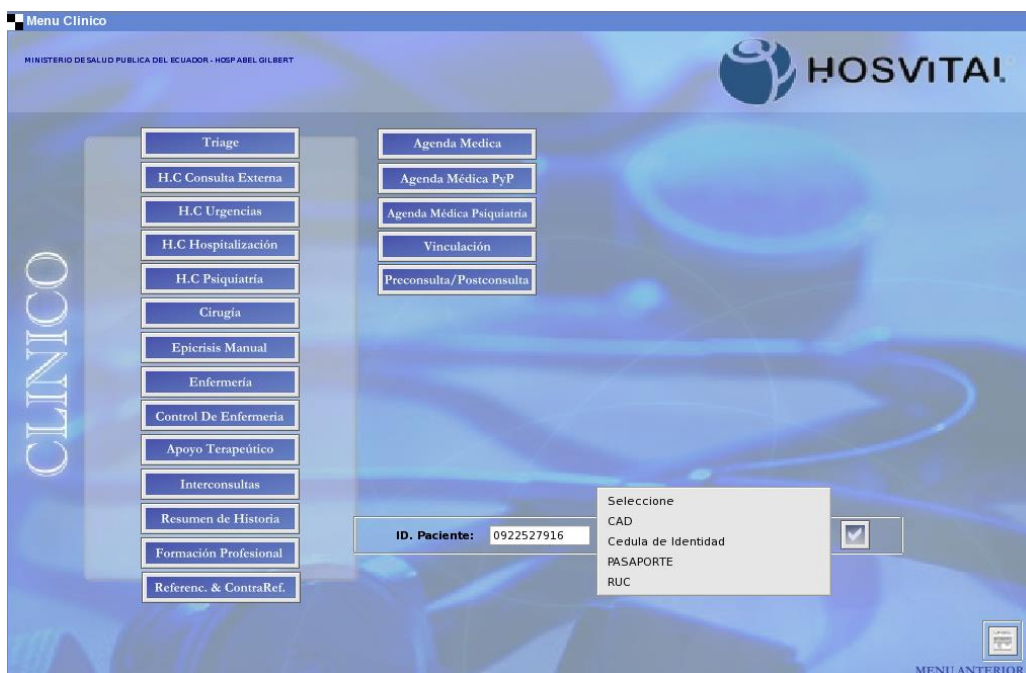 Menu Clinico
MINISTERIO DE SALUD PUBLICA DEL ECUADOR - HOSP ABEL GILBERT
HOSVITAL
CLINICO
Triage
H.C Consulta Externa
H.C Urgencias
H.C Hospitalización
H.C Psiquiatría
Cirugía
Epicrisis Manual
Enfermería
Control De Enfermeria
Apoyo Terapeútico
Interconsultas
Resumen de Historia
Formación Profesional
Referenc. & ContraRef.
Agenda Medica
Agenda Médica PyP
Agenda Médica Psiquiatría
Vinculación
Preconsulta/Postconsulta
ID. Paciente: 0922527916
Seleccione
CAD
Cedula de Identidad
PASAPORTE
RUC
MENU ANTERIOR